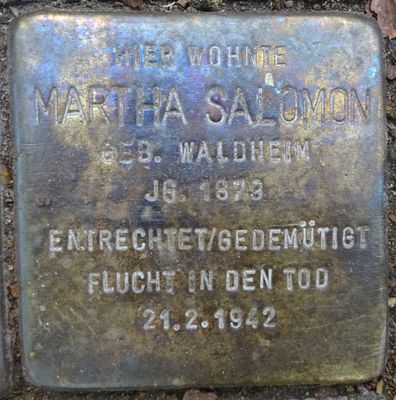 HIER WOHNTE
MARTHA SALOMON
GEB. WALDHEIM
JG. 1879
ENTRECHTET/GEDEMÜTIGT
FLUCHT IN DEN TOD
21.2.1942